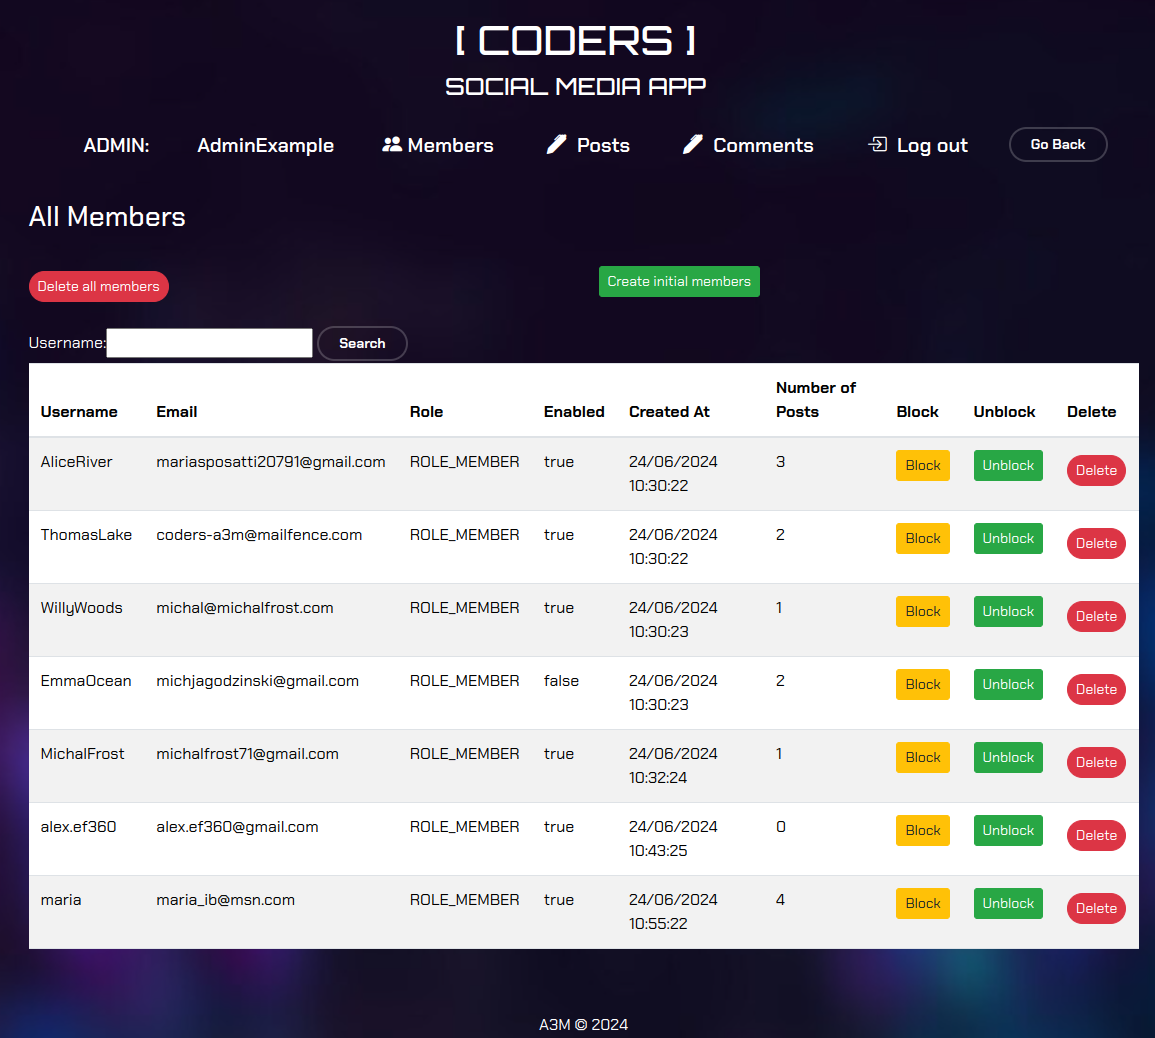 [ CODERS ]
SOCIAL MEDIA APP
ADMIN: AdminExample Members Posts Comments Log out Go Back
All Members
Delete all members Create initial members
Username: Search
Username Email Role Enabled Created At Number of Posts Block Unblock Delete
AliceRiver mariasposatti20791@gmail.com ROLE_MEMBER true 24/06/2024 10:30:22 3 Block Unblock Delete
ThomasLake coders-a3m@mailfence.com ROLE_MEMBER true 24/06/2024 10:30:22 2 Block Unblock Delete
WillyWoods michal@michalfrost.com ROLE_MEMBER true 24/06/2024 10:30:23 1 Block Unblock Delete
EmmaOcean michjagodzinski@gmail.com ROLE_MEMBER false 24/06/2024 10:30:23 2 Block Unblock Delete
MichalFrost michalfrost71@gmail.com ROLE_MEMBER true 24/06/2024 10:32:24 1 Block Unblock Delete
alex.ef360 alex.ef360@gmail.com ROLE_MEMBER true 24/06/2024 10:43:25 0 Block Unblock Delete
maria maria_ib@msn.com ROLE_MEMBER true 24/06/2024 10:55:22 4 Block Unblock Delete
A3M © 2024